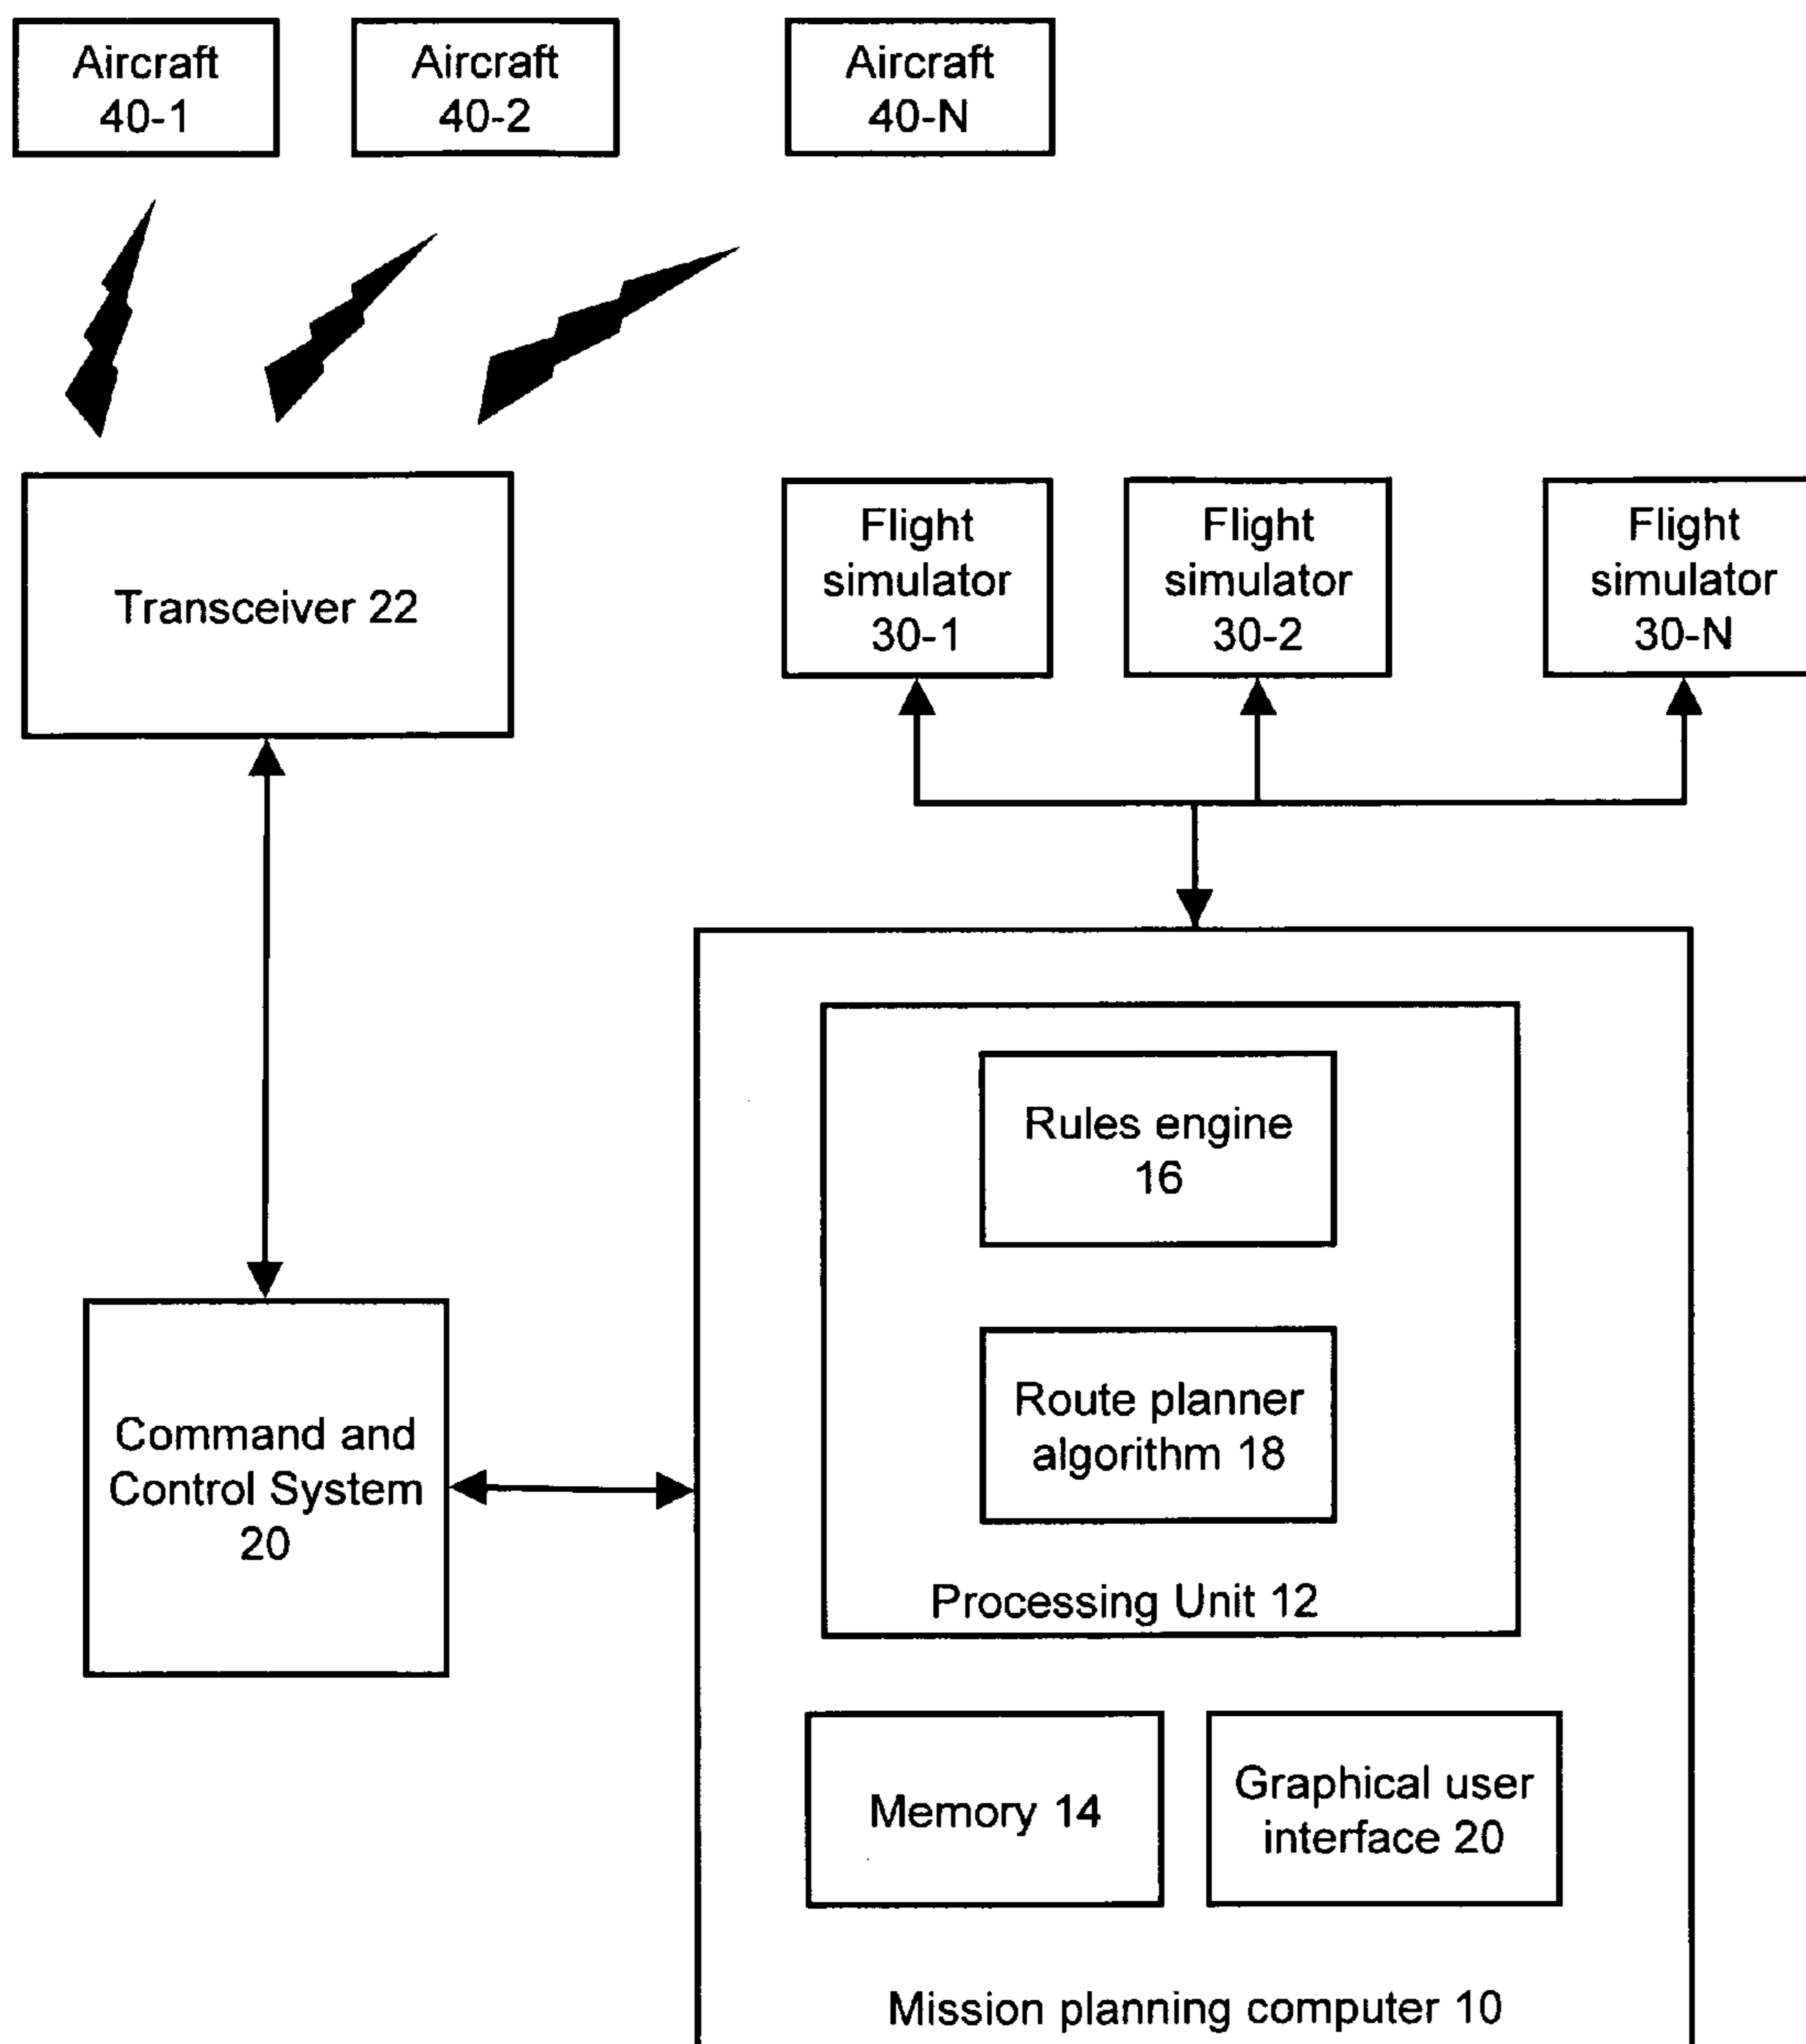 Aircraft
40-1
Aircraft
40-2
Aircraft
40-N
Transceiver 22
Flight
simulator
30-1
Flight
simulator
30-2
Flight
simulator
30-N
Rules engine
16
Route planner
algorithm 18
Processing Unit 12
Command and
Control System
20
Memory 14
Graphical user
interface 20
Mission planning computer 10